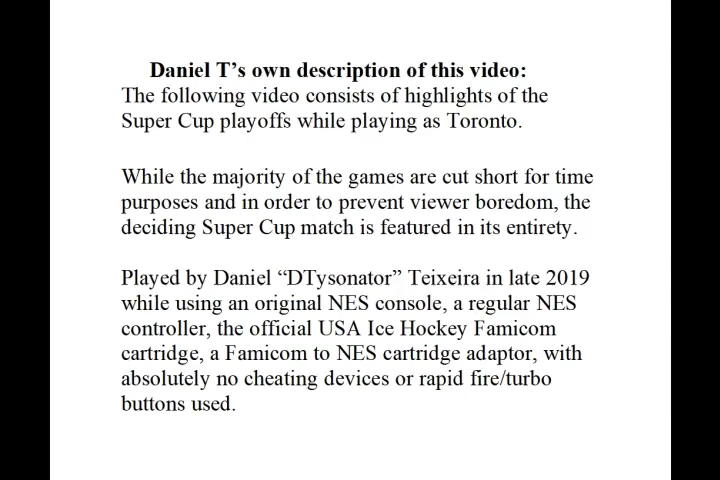 Daniel T’s own description of this video:
The following video consists of highlights of the
Super Cup playoffs while playing as Toronto.
While the majority of the games are cut short for time
purposes and in order to prevent viewer boredom, the
deciding Super Cup match is featured in its entirety.
Played by Daniel “DTysonator” Teixeira in late 2019
while using an original NES console, a regular NES
controller, the official USA Ice Hockey Famicom
cartridge, a Famicom to NES cartridge adaptor, with
absolutely no cheating devices or rapid fire/turbo
buttons used.